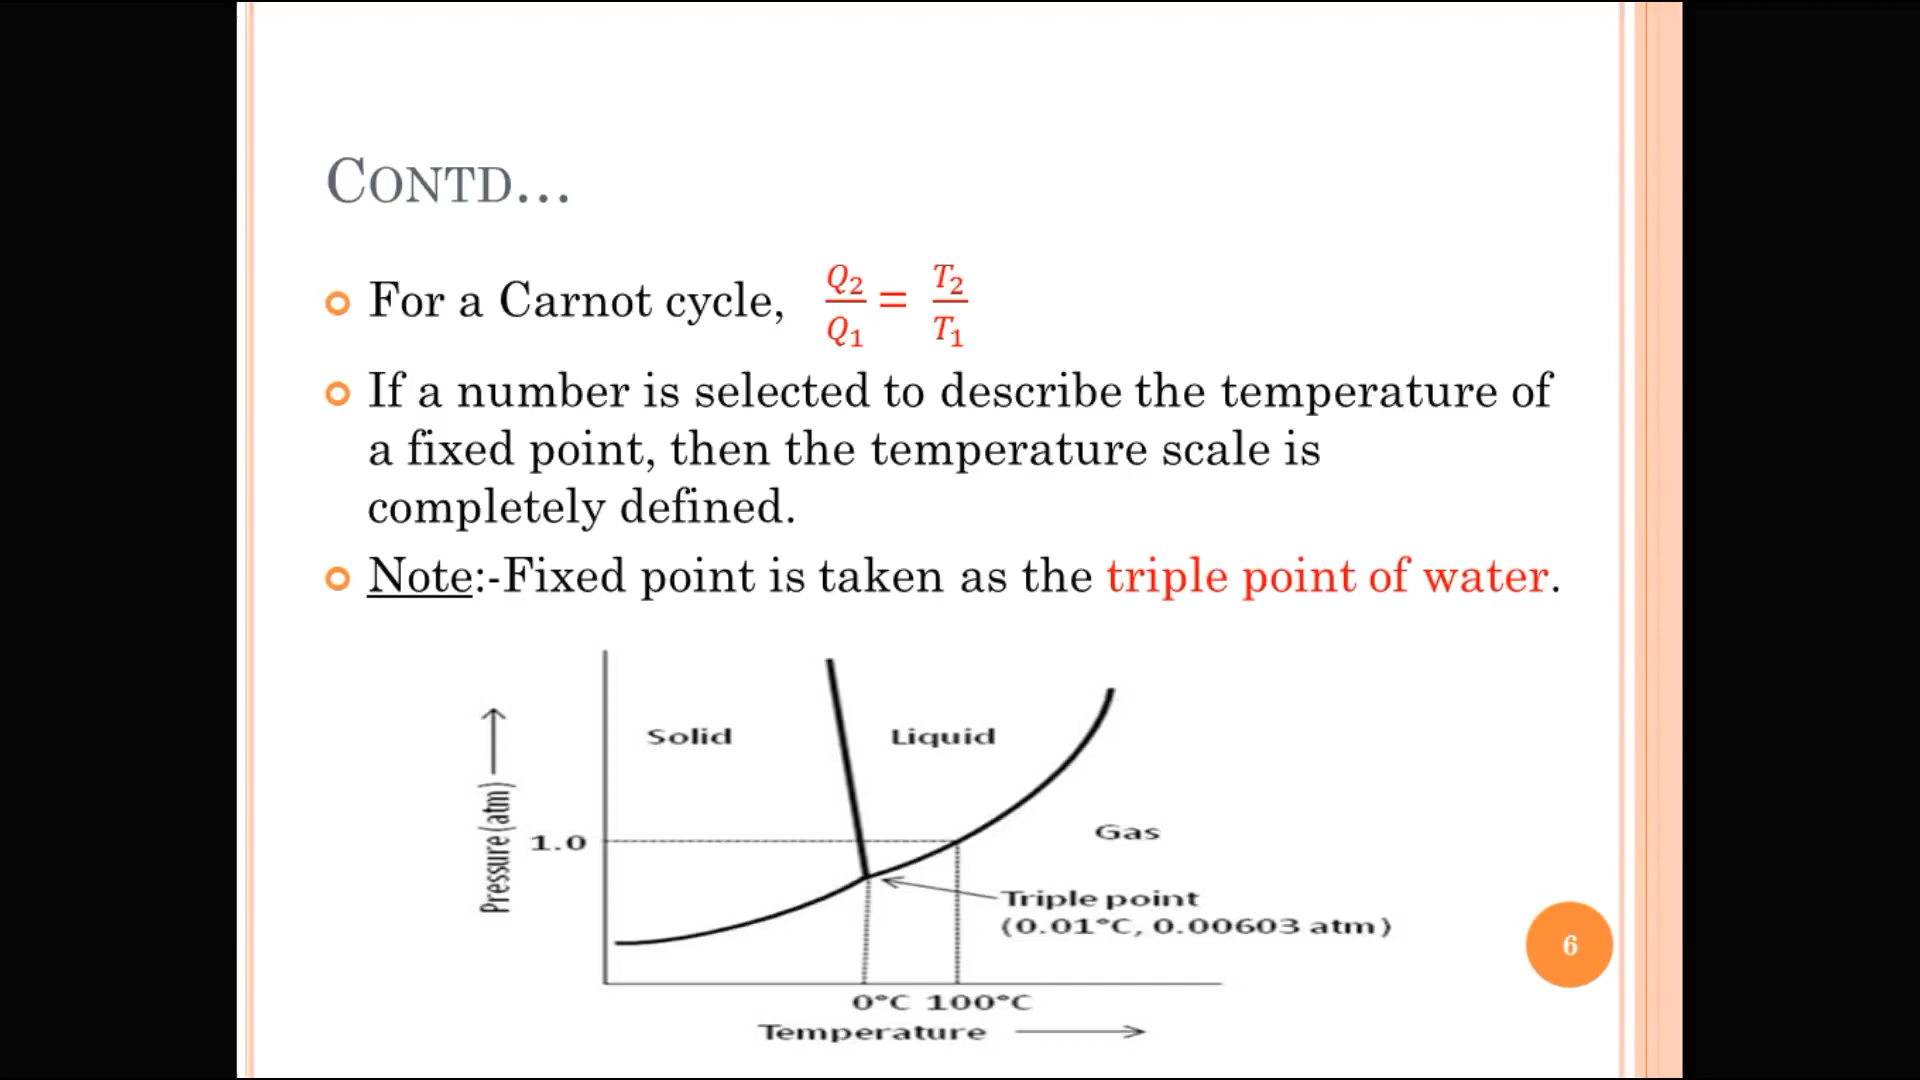 CONTD...
For a Carnot cycle, Q2/Q1 = T2/T1
If a number is selected to describe the temperature of
a fixed point, then the temperature scale is
completely defined.
Note:-Fixed point is taken as the triple point of water.
Solid
Liquid
Pressure(atm)
1.0
Gas
Triple point
(0.01°C, 0.00603 atm)
6
0°C 100°C
Temperature